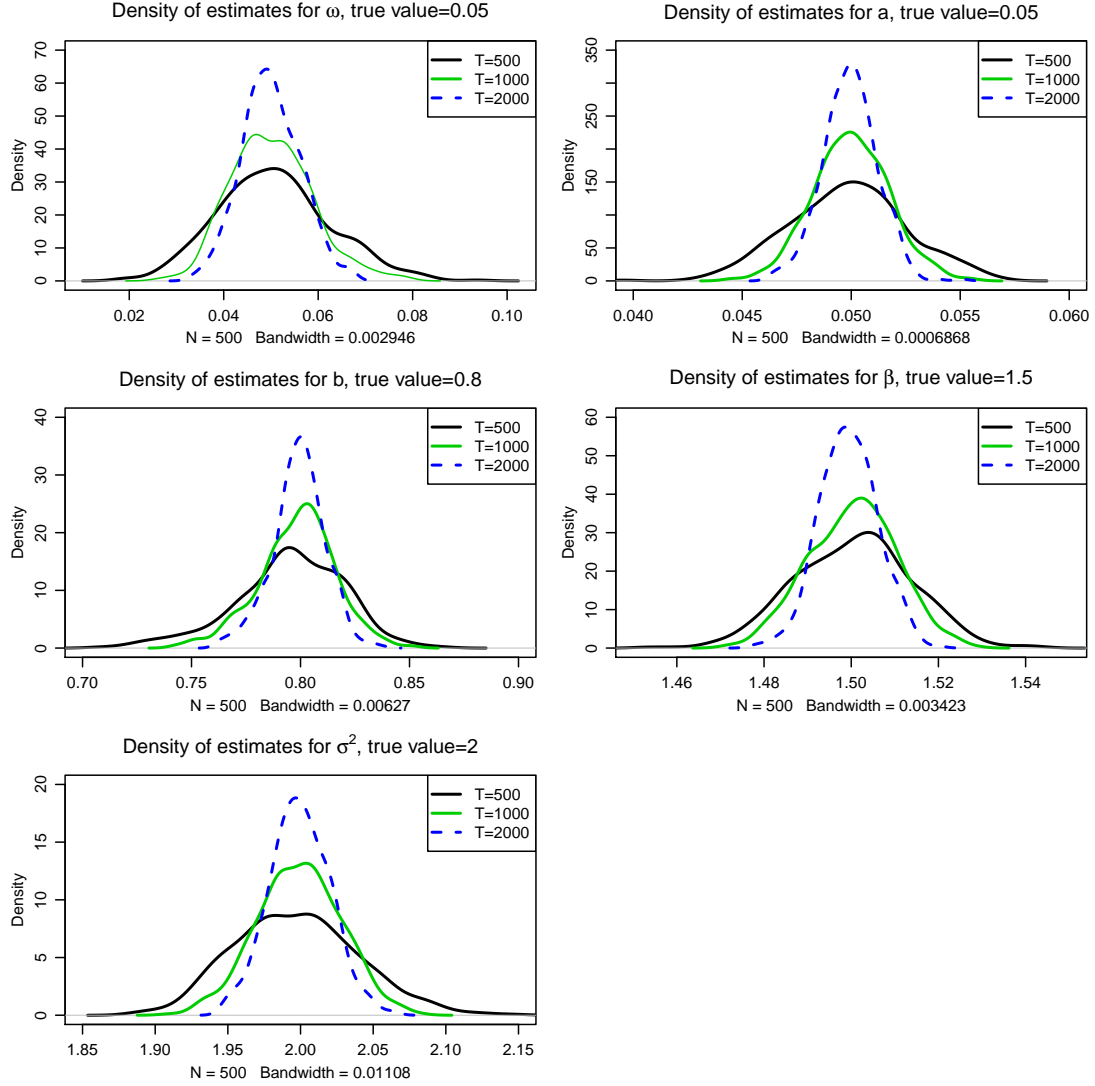 Density of estimates for ω, true value=0.05
Density
70
60
50
40
30
20
10
0
T=500
T=1000
T=2000
0.02 0.04 0.06 0.08 0.10
N = 500 Bandwidth = 0.002946
Density of estimates for a, true value=0.05
Density
350
250
150
50
0
T=500
T=1000
T=2000
0.040 0.045 0.050 0.055 0.060
N = 500 Bandwidth = 0.0006868
Density of estimates for b, true value=0.8
Density
40
30
20
10
0
T=500
T=1000
T=2000
0.70 0.75 0.80 0.85 0.90
N = 500 Bandwidth = 0.00627
Density of estimates for β, true value=1.5
Density
60
50
40
30
20
10
0
T=500
T=1000
T=2000
1.46 1.48 1.50 1.52 1.54
N = 500 Bandwidth = 0.003423
Density of estimates for σ², true value=2
Density
20
15
10
5
0
T=500
T=1000
T=2000
1.85 1.90 1.95 2.00 2.05 2.10 2.15
N = 500 Bandwidth = 0.01108